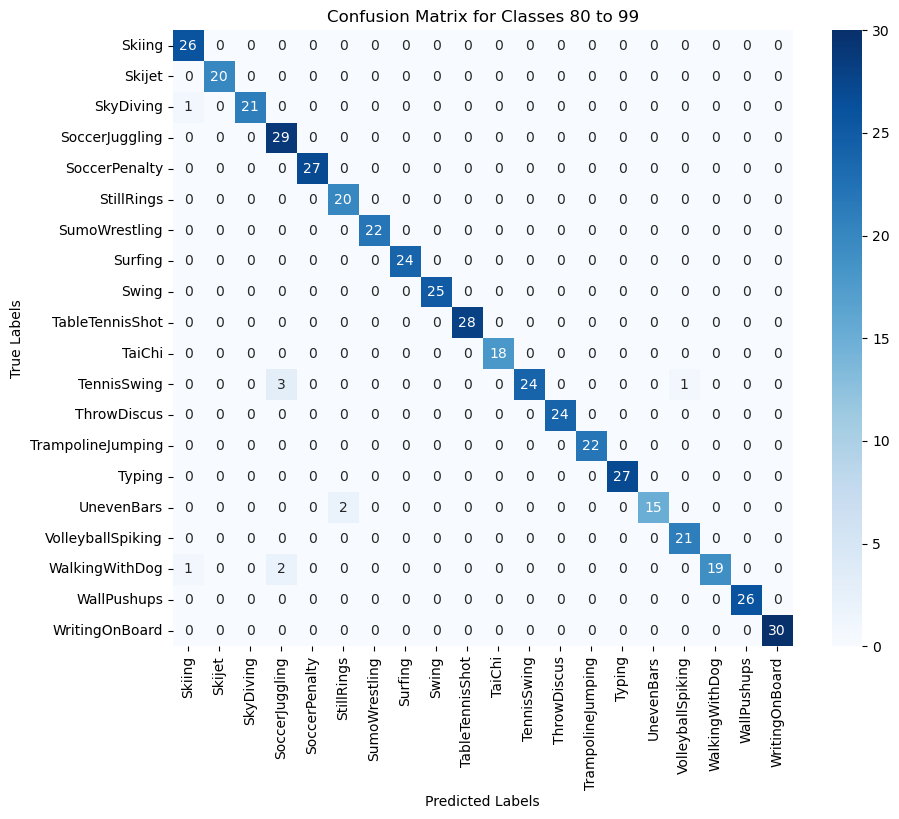 Confusion Matrix for Classes 80 to 99
True Labels
Skiing 26 0 0 0 0 0 0 0 0 0 0 0 0 0 0 0 0 0 0 0
Skijet 0 20 0 0 0 0 0 0 0 0 0 0 0 0 0 0 0 0 0 0
SkyDiving 1 0 21 0 0 0 0 0 0 0 0 0 0 0 0 0 0 0 0 0
SoccerJuggling 0 0 0 29 0 0 0 0 0 0 0 0 0 0 0 0 0 0 0 0
SoccerPenalty 0 0 0 0 27 0 0 0 0 0 0 0 0 0 0 0 0 0 0 0
StillRings 0 0 0 0 0 20 0 0 0 0 0 0 0 0 0 0 0 0 0 0
SumoWrestling 0 0 0 0 0 0 22 0 0 0 0 0 0 0 0 0 0 0 0 0
Surfing 0 0 0 0 0 0 0 24 0 0 0 0 0 0 0 0 0 0 0 0
Swing 0 0 0 0 0 0 0 0 25 0 0 0 0 0 0 0 0 0 0 0
TableTennisShot 0 0 0 0 0 0 0 0 0 28 0 0 0 0 0 0 0 0 0 0
TaiChi 0 0 0 0 0 0 0 0 0 0 18 0 0 0 0 0 0 0 0 0
TennisSwing 0 0 0 3 0 0 0 0 0 0 0 24 0 0 0 0 1 0 0 0
ThrowDiscus 0 0 0 0 0 0 0 0 0 0 0 0 24 0 0 0 0 0 0 0
TrampolineJumping 0 0 0 0 0 0 0 0 0 0 0 0 0 22 0 0 0 0 0 0
Typing 0 0 0 0 0 0 0 0 0 0 0 0 0 0 27 0 0 0 0 0
UnevenBars 0 0 0 0 0 2 0 0 0 0 0 0 0 0 0 15 0 0 0 0
VolleyballSpiking 0 0 0 0 0 0 0 0 0 0 0 0 0 0 0 0 21 0 0 0
WalkingWithDog 1 0 0 2 0 0 0 0 0 0 0 0 0 0 0 0 0 19 0 0
WallPushups 0 0 0 0 0 0 0 0 0 0 0 0 0 0 0 0 0 0 26 0
WritingOnBoard 0 0 0 0 0 0 0 0 0 0 0 0 0 0 0 0 0 0 0 30
Skiing
Skijet
SkyDiving
SoccerJuggling
SoccerPenalty
StillRings
SumoWrestling
Surfing
Swing
TableTennisShot
TaiChi
TennisSwing
ThrowDiscus
TrampolineJumping
Typing
UnevenBars
VolleyballSpiking
WalkingWithDog
WallPushups
WritingOnBoard
Predicted Labels
30
25
20
15
10
5
0